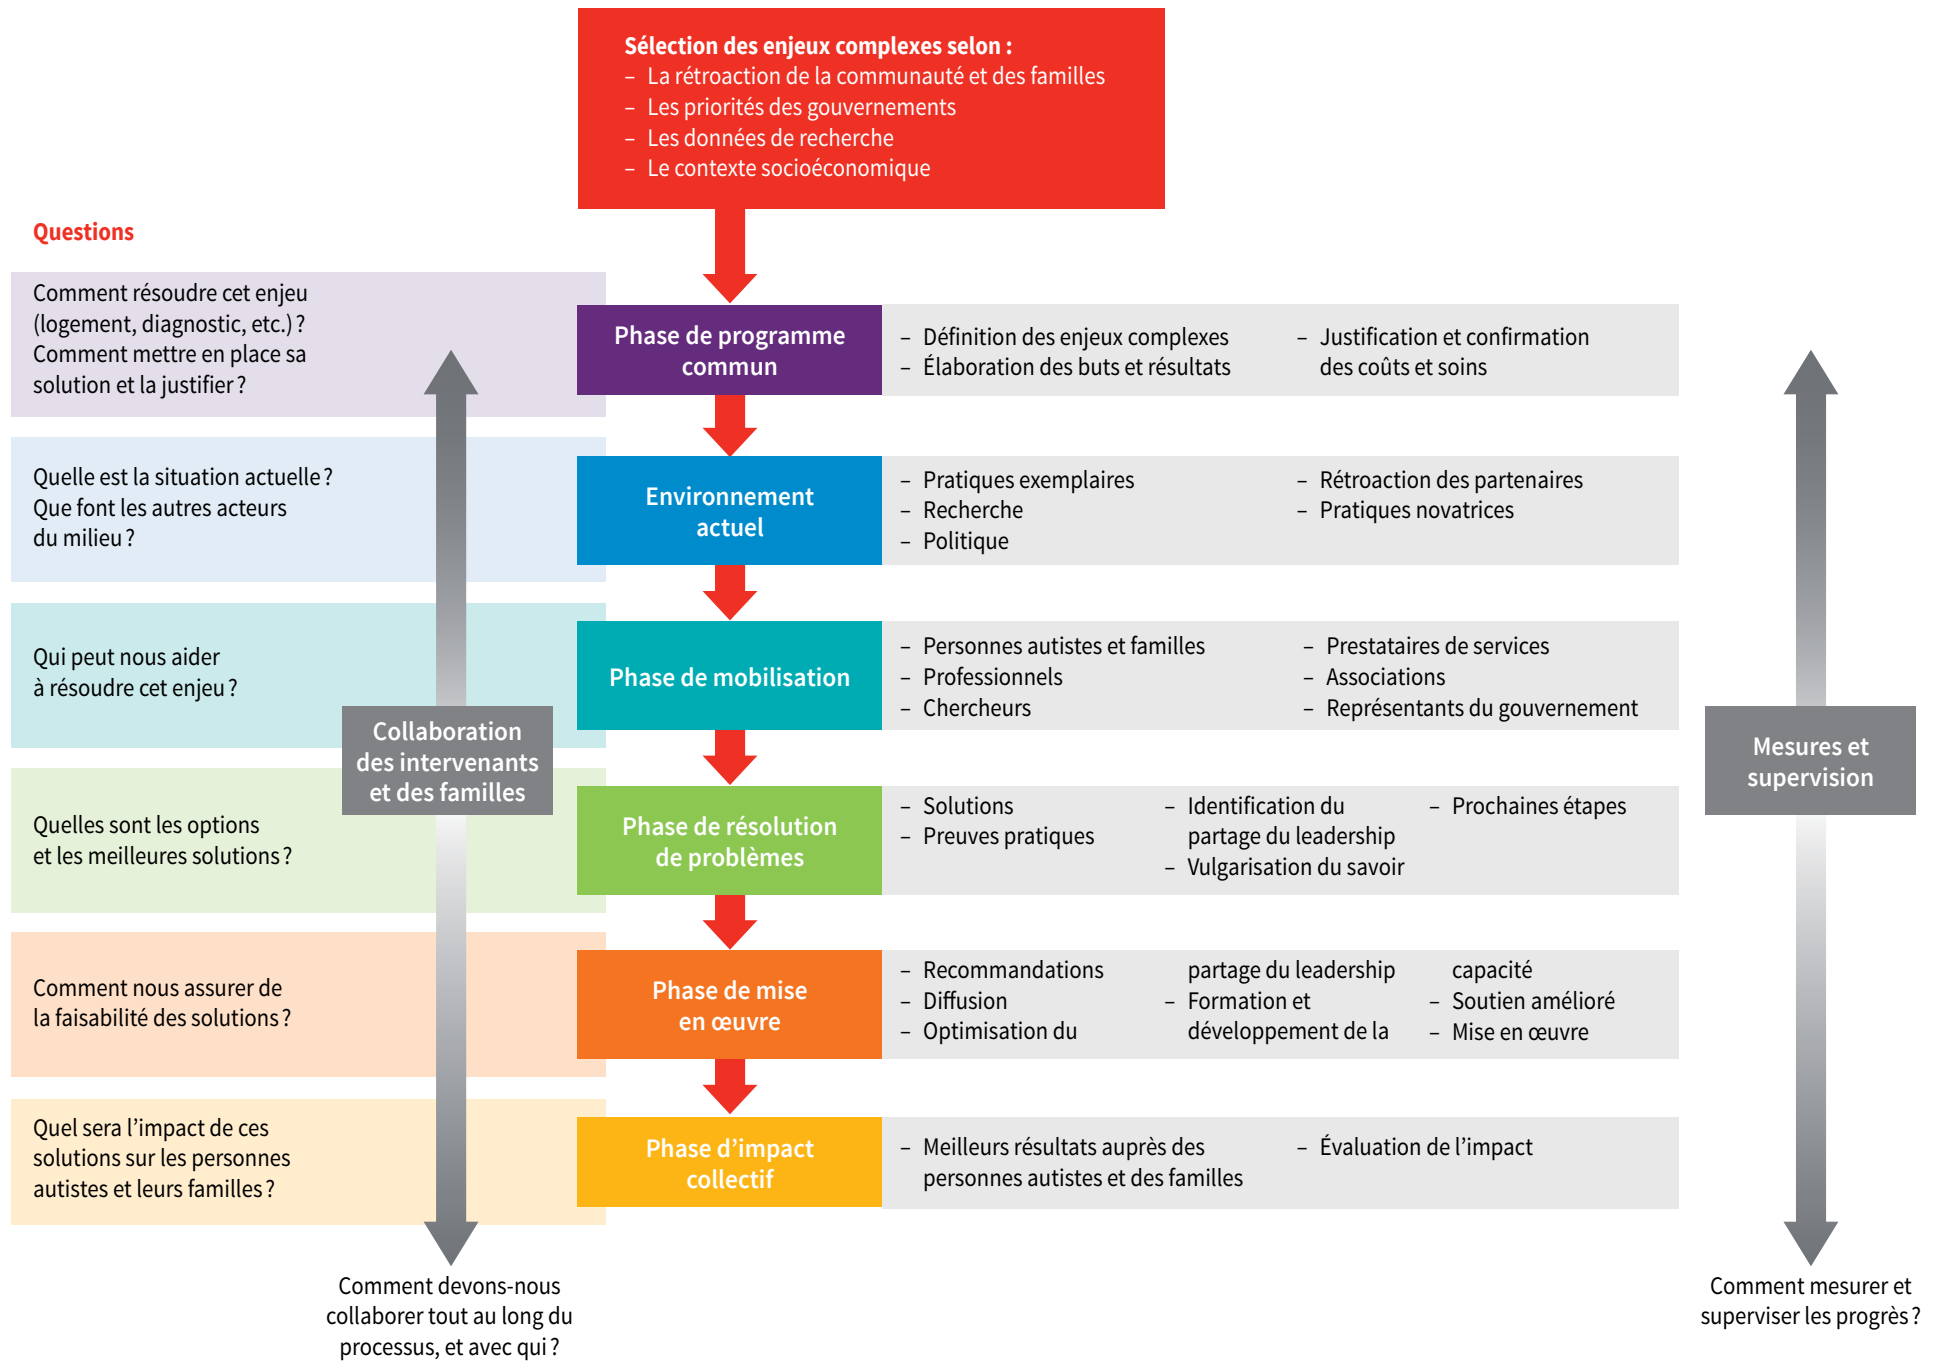 Sélection des enjeux complexes selon :
– La rétroaction de la communauté et des familles
– Les priorités des gouvernements
– Les données de recherche
– Le contexte socioéconomique
Questions
Comment résoudre cet enjeu
(logement, diagnostic, etc.) ?
Comment mettre en place sa
solution et la justifier ?
Phase de programme
commun
– Définition des enjeux complexes
– Élaboration des buts et résultats
– Justification et confirmation
des coûts et soins
Quelle est la situation actuelle ?
Que font les autres acteurs
du milieu ?
Environnement
actuel
– Pratiques exemplaires
– Recherche
– Politique
– Rétroaction des partenaires
– Pratiques novatrices
Qui peut nous aider
à résoudre cet enjeu ?
Phase de mobilisation
– Personnes autistes et familles
– Professionnels
– Chercheurs
– Prestataires de services
– Associations
– Représentants du gouvernement
Collaboration
des intervenants
et des familles
Mesures et
supervision
Quelles sont les options
et les meilleures solutions ?
Phase de résolution
de problèmes
– Solutions
– Preuves pratiques
– Identification du
partage du leadership
– Vulgarisation du savoir
– Prochaines étapes
Comment nous assurer de
la faisabilité des solutions ?
Phase de mise
en œuvre
– Recommandations
– Diffusion
– Optimisation du
partage du leadership
– Formation et
développement de la
capacité
– Soutien amélioré
– Mise en œuvre
Quel sera l’impact de ces
solutions sur les personnes
autistes et leurs familles ?
Phase d’impact
collectif
– Meilleurs résultats auprès des
personnes autistes et des familles
– Évaluation de l’impact
Comment devons-nous
collaborer tout au long du
processus, et avec qui ?
Comment mesurer et
superviser les progrès ?